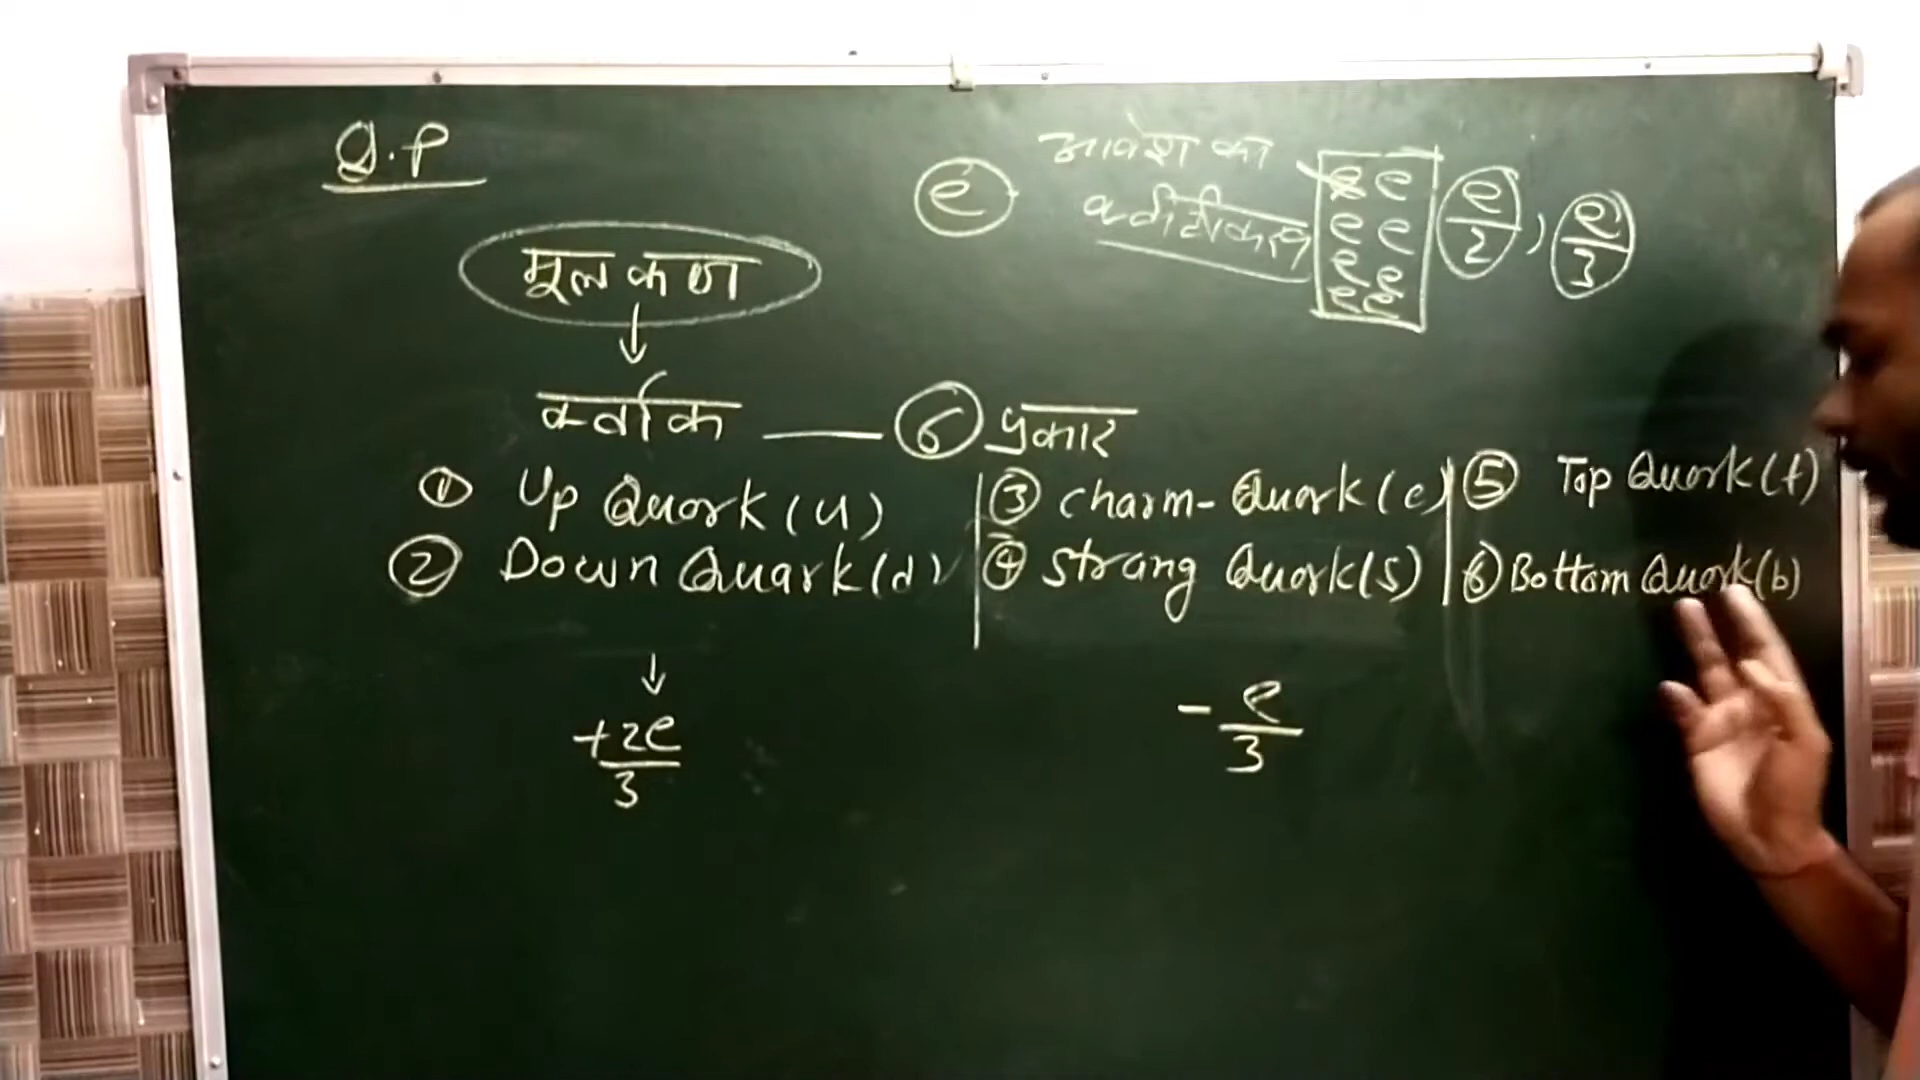 Q.P
e
आवेश का
क्वांटीकरण
e e
e e
e e
e e
e/2 , e/3
मूल कण
↓
क्वार्क —— 6 प्रकार
① Up Quark (u)
② Down Quark (d)
③ Charm- Quark (c)
④ Strang Quark (s)
⑤ Top Quark (t)
⑥ Bottom Quark (b)
↓
+2e/3
-e/3